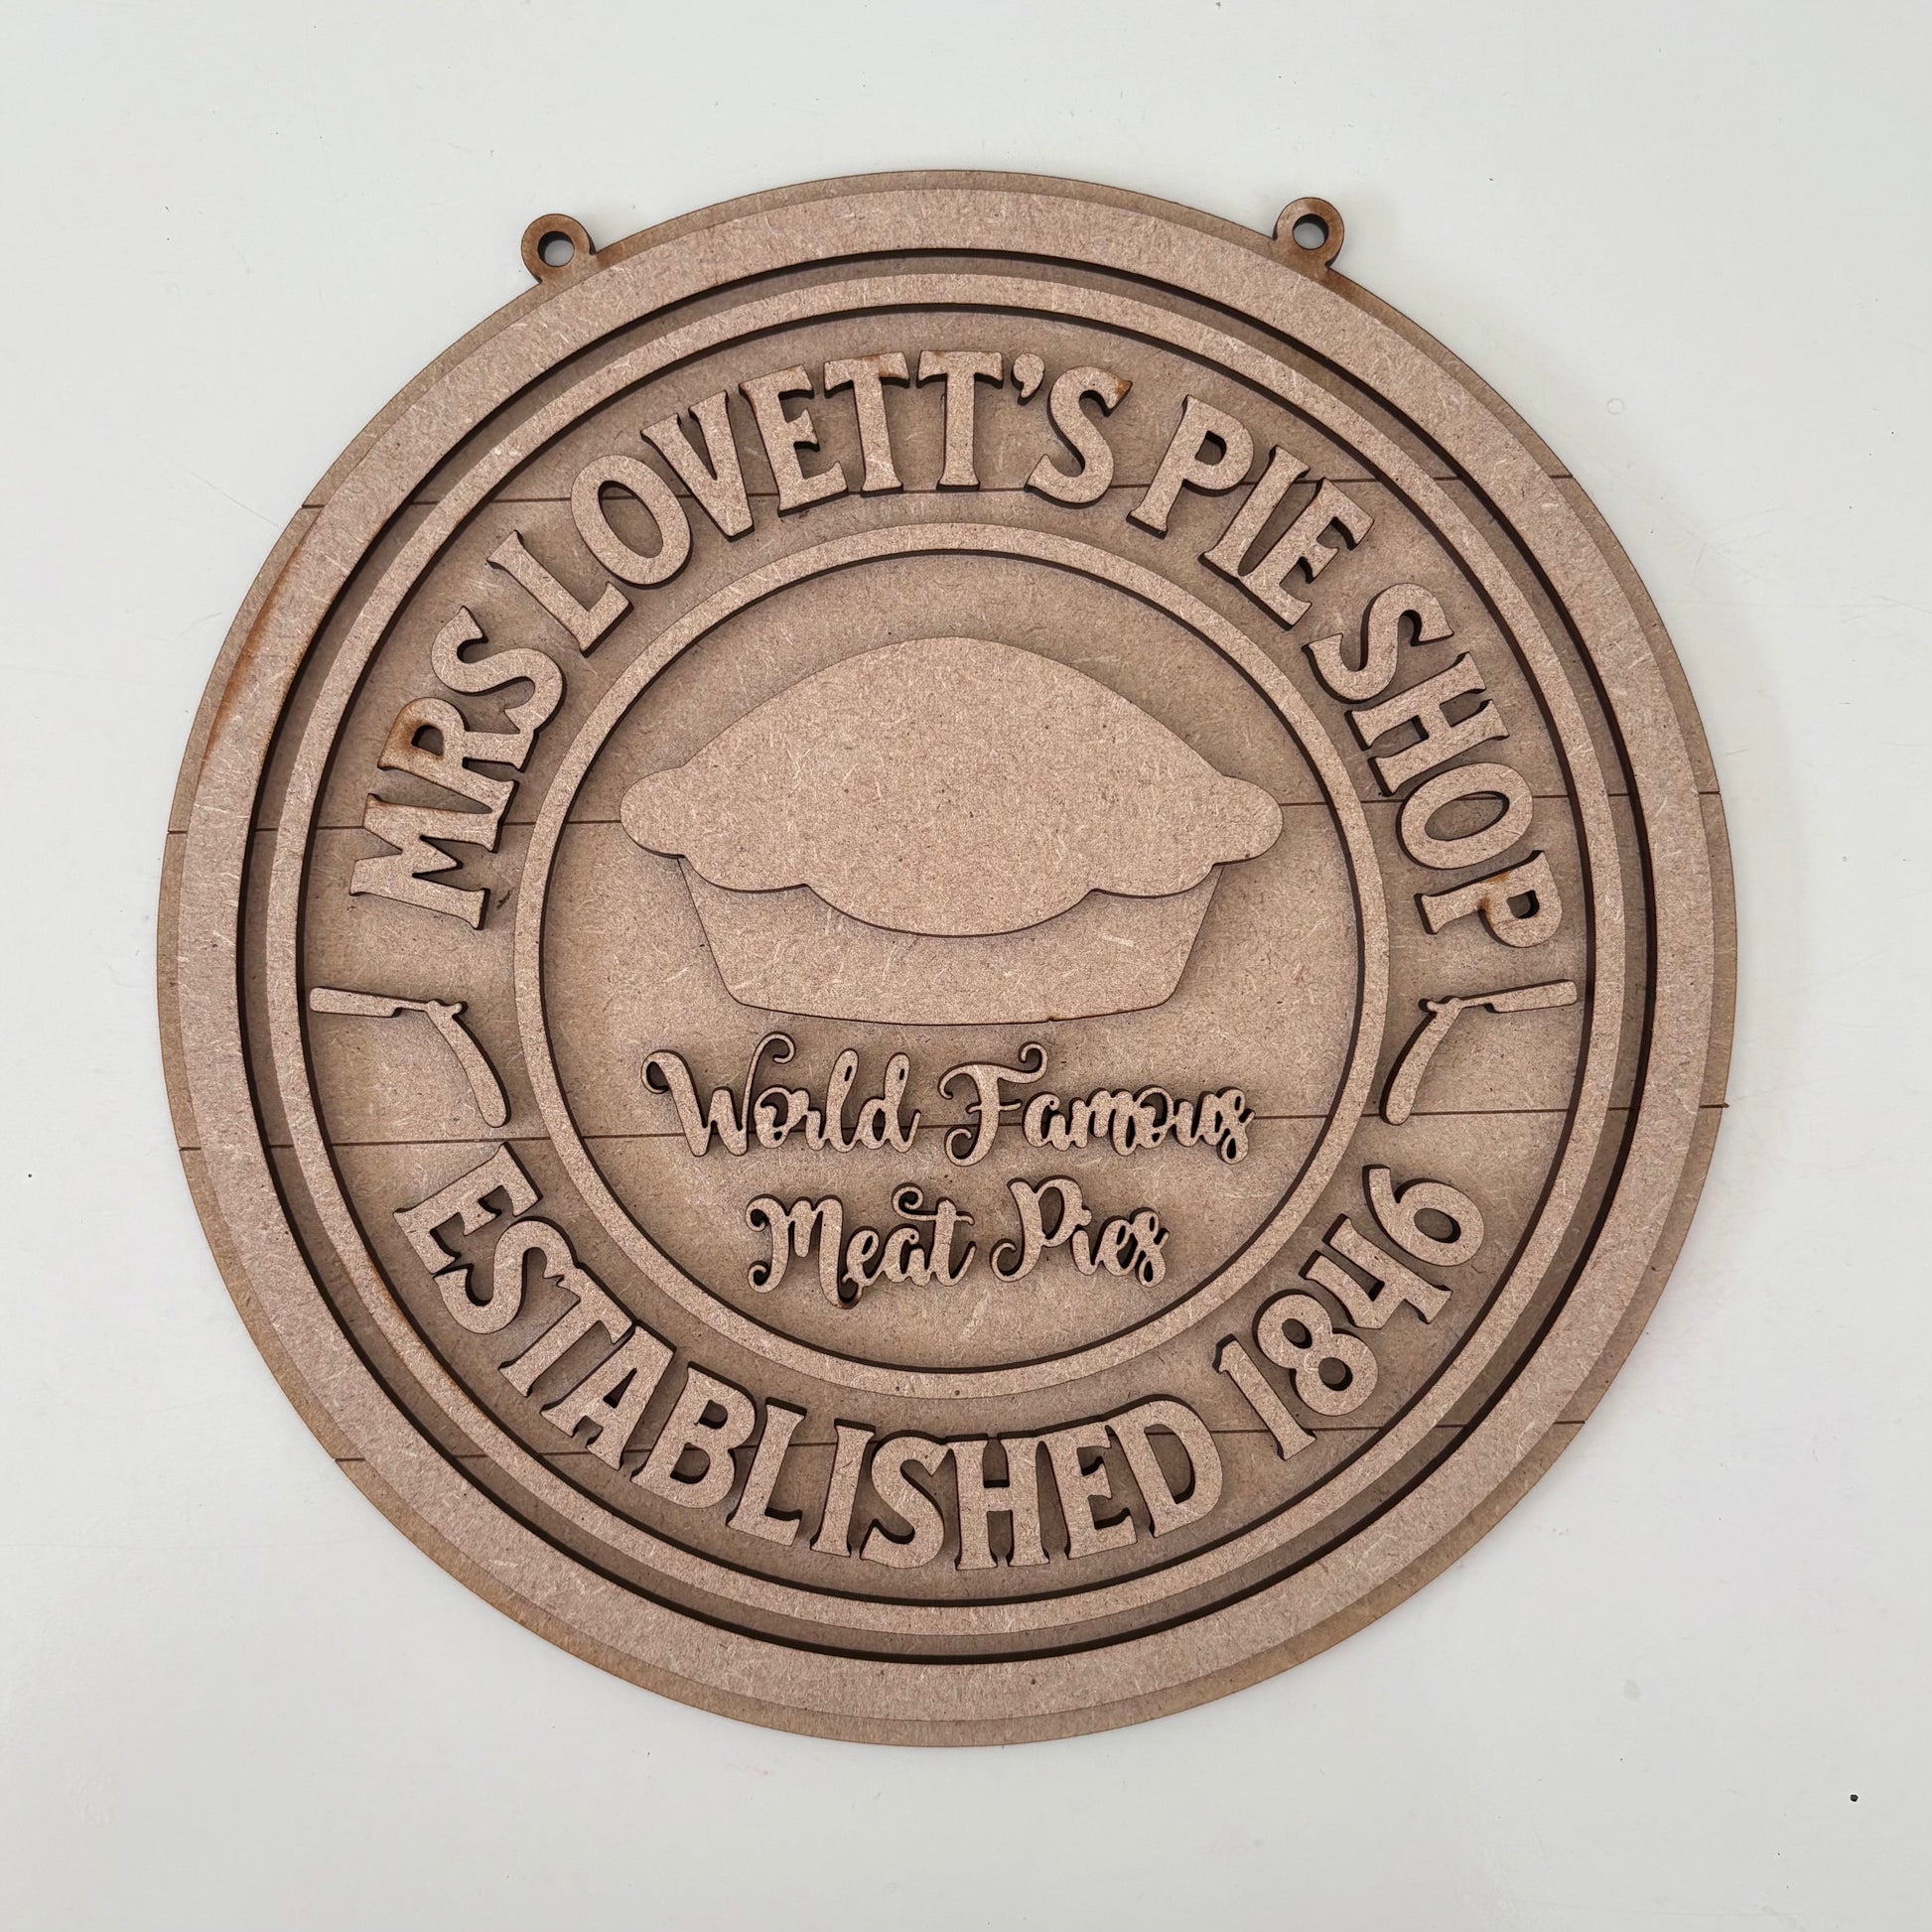 MRS LOVETT'S PIE SHOP
World Famous
Meat Pies
ESTABLISHED 1846